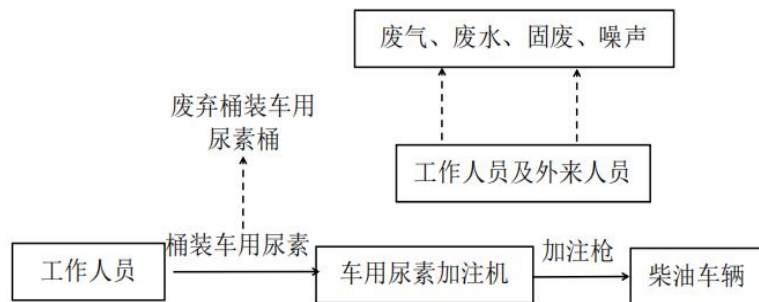 废气、废水、固废、噪声
废弃桶装车用
尿素桶
工作人员及外来人员
桶装车用尿素
加注枪
工作人员
车用尿素加注机
柴油车辆